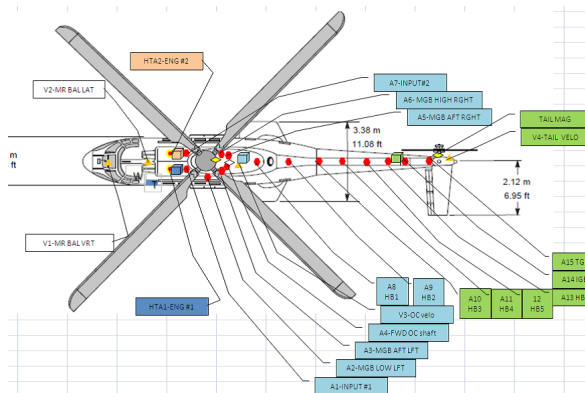 HTA2-ENG #2
V2-MR BAL LAT
A7-INPUT#2
A6-MGB HIGH RGHT
A5-MGB AFT RGHT
TAIL MAG
V4-TAIL VELO
3.38 m
11.08 ft
m
ft
2.12 m
6.95 ft
V1-MR BAL VRT
HTA1-ENG #1
A8
HB1
A9
HB2
A10
HB3
A11
HB4
12
HB5
A15 TG
A14 IG
A13 HB
V3-OC velo
A4-FWD OC shaft
A3-MGB AFT LFT
A2-MGB LOW LFT
A1-INPUT #1